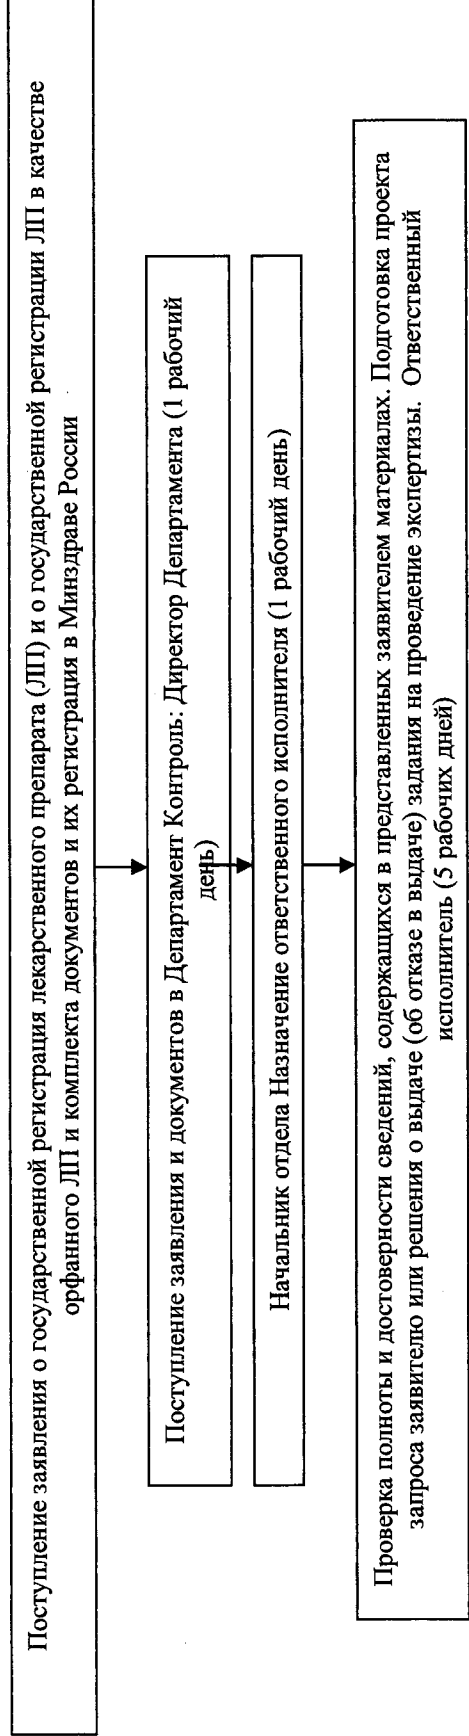 Поступление заявления о государственной регистрация лекарственного препарата (ЛП) и о государственной регистрации ЛП в качестве
орфанного ЛП и комплекта документов и их регистрация в Минздраве России
Поступление заявления и документов в Департамент Контроль: Директор Департамента (1 рабочий
день)
Начальник отдела Назначение ответственного исполнителя (1 рабочий день)
Проверка полноты и достоверности сведений, содержащихся в представленных заявителем материалах. Подготовка проекта
запроса заявителю или решения о выдаче (об отказе в выдаче) задания на проведение экспертизы. Ответственный
исполнитель (5 рабочих дней)